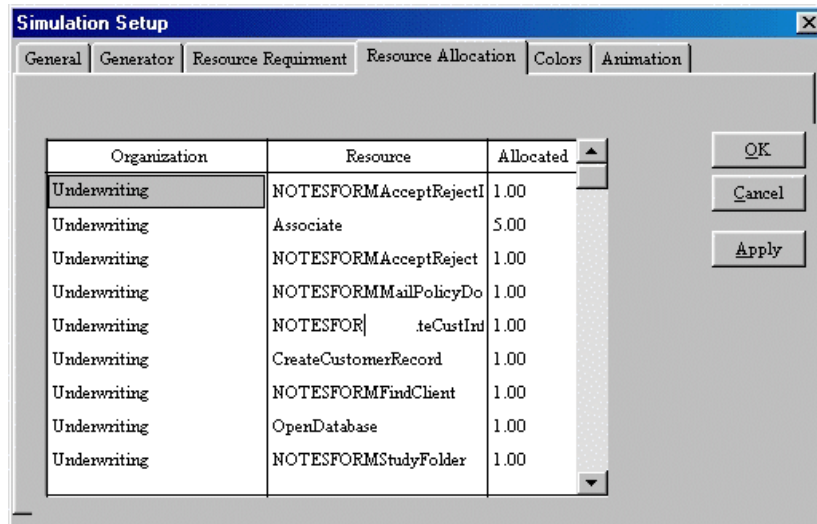 Simulation Setup
General Generator Resource Requirment Resource Allocation Colors Animation
Organization Resource Allocated
Underwriting NOTESFORMAcceptRejectI 1.00
Underwriting Associate 5.00
Underwriting NOTESFORMAcceptReject 1.00
Underwriting NOTESFORMMailPolicyDo 1.00
Underwriting NOTESFOR .teCustInt 1.00
Underwriting CreateCustomerRecord 1.00
Underwriting NOTESFORMFindClient 1.00
Underwriting OpenDatabase 1.00
Underwriting NOTESFORMStudyFolder 1.00
OK
Cancel
Apply